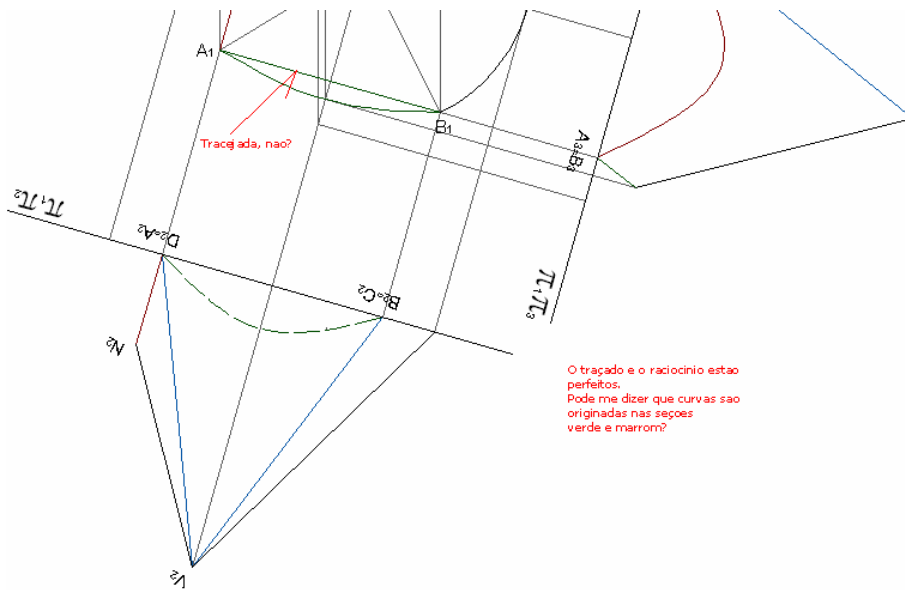 A1
Tracejada, nao?
B1
A3=B3
π1π2
D2=A2
B2=C2
π1π3
N2
O traçado e o raciocinio estao
perfeitos.
Pode me dizer que curvas sao
originadas nas seçoes
verde e marrom?
V2